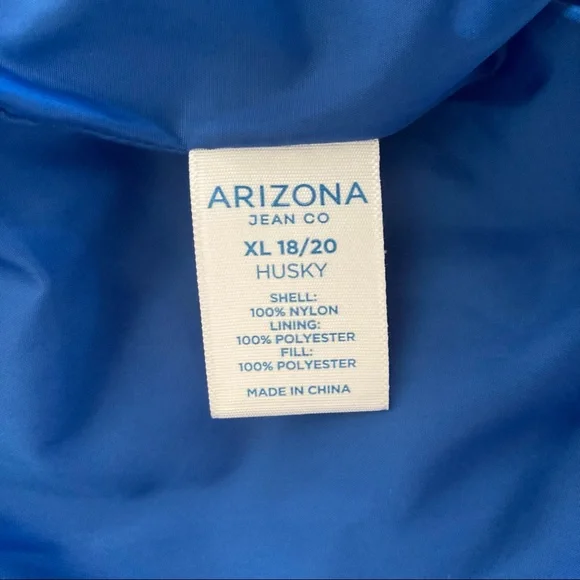 ARIZONA
JEAN CO
XL 18/20
HUSKY
SHELL:
100% NYLON
LINING:
100% POLYESTER
FILL:
100% POLYESTER
MADE IN CHINA